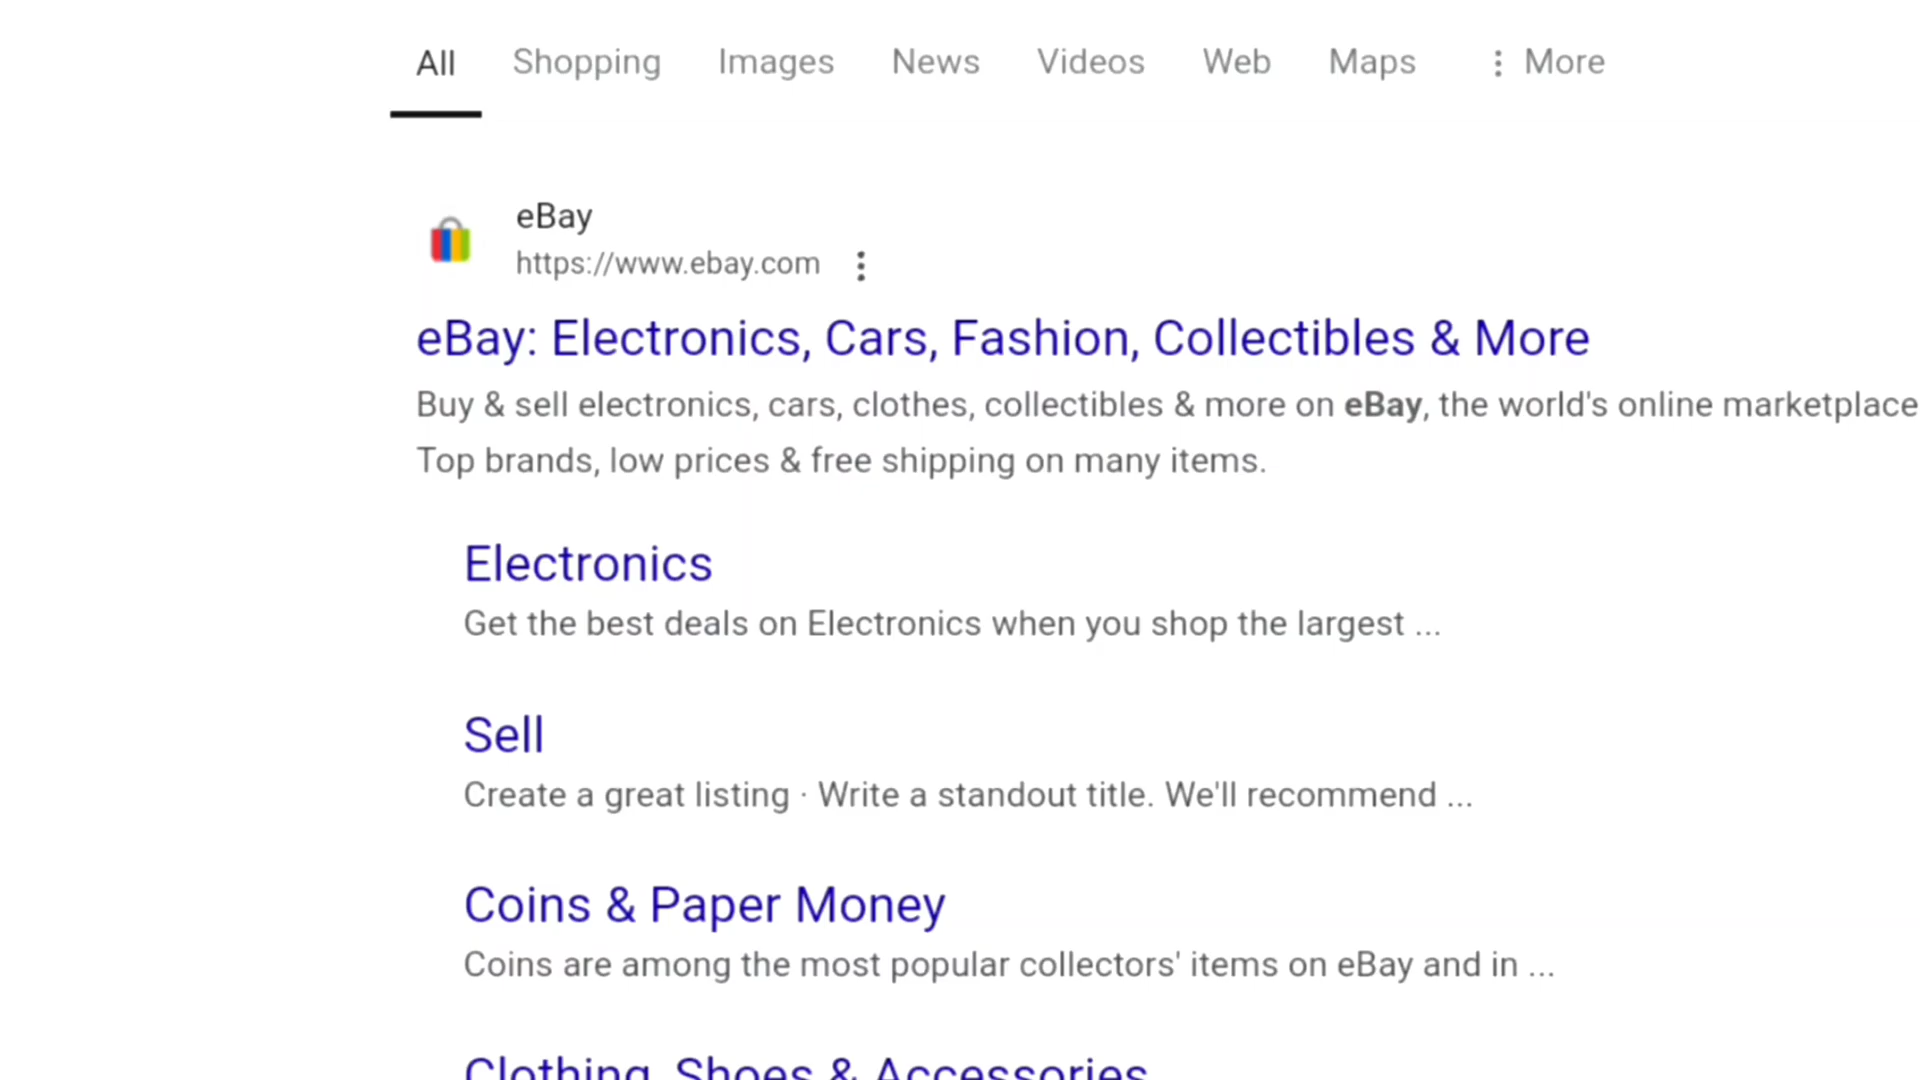 All Shopping Images News Videos Web Maps More
eBay
https://www.ebay.com
eBay: Electronics, Cars, Fashion, Collectibles & More
Buy & sell electronics, cars, clothes, collectibles & more on eBay, the world's online marketplace
Top brands, low prices & free shipping on many items.
Electronics
Get the best deals on Electronics when you shop the largest ...
Sell
Create a great listing · Write a standout title. We'll recommend ...
Coins & Paper Money
Coins are among the most popular collectors' items on eBay and in ...
Clothing, Shoes & Accessories